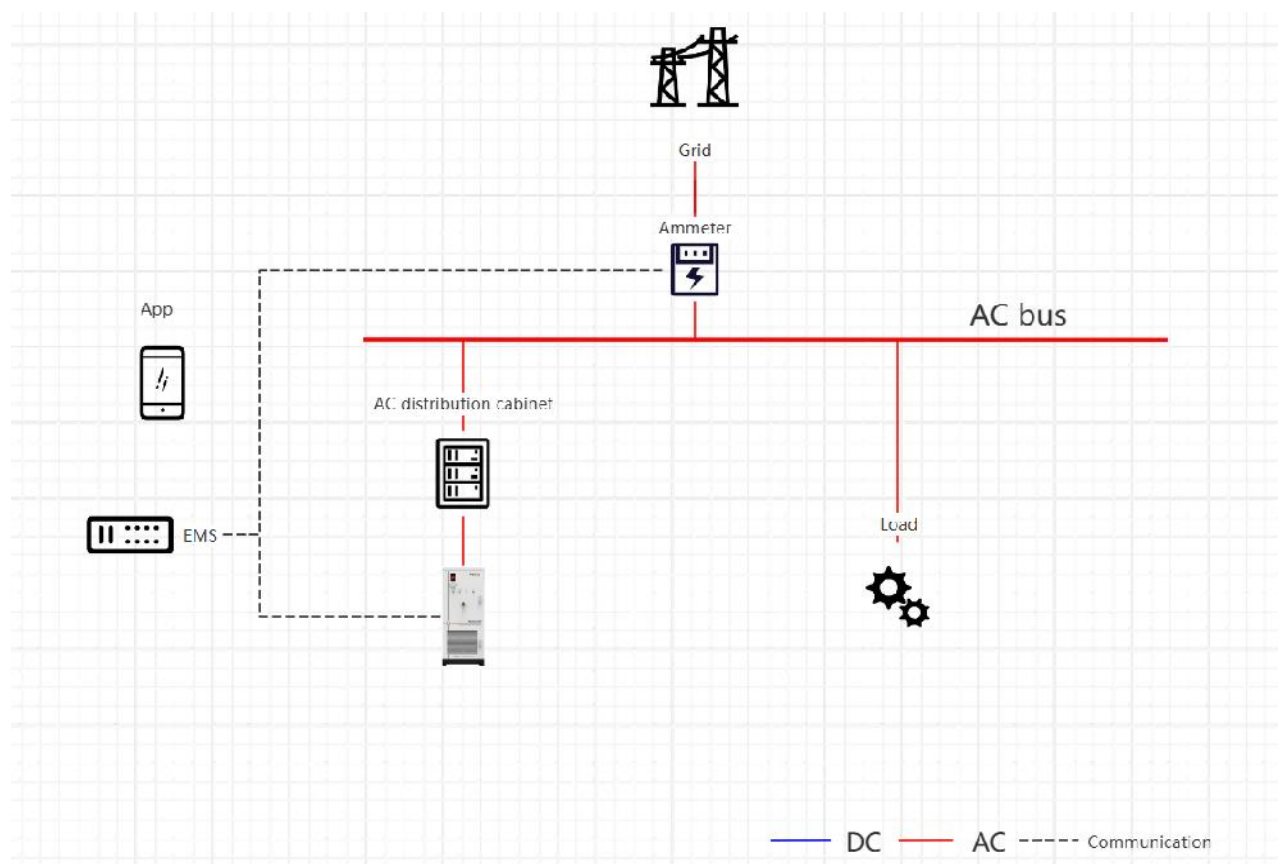 Grid
Ammeter
App
AC bus
AC distribution cabinet
EMS
Load
DC
AC
Communication